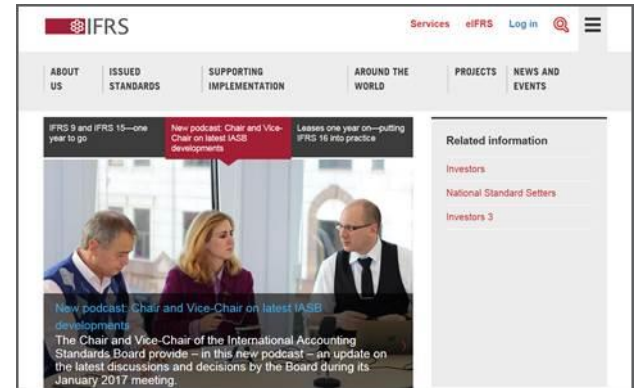 IFRS
Services eIFRS Log in
ABOUT US
ISSUED STANDARDS
SUPPORTING IMPLEMENTATION
AROUND THE WORLD
PROJECTS
NEWS AND EVENTS
IFRS 9 and IFRS 15—one
year to go
New podcast: Chair and Vice-
Chair on latest IASB
developments
Leases one year on—putting
IFRS 16 into practice
New podcast: Chair and Vice-Chair on latest IASB
developments
The Chair and Vice-Chair of the International Accounting
Standards Board provide – in this new podcast – an update on
the latest discussions and decisions by the Board during its
January 2017 meeting.
Related information
Investors
National Standard Setters
Investors 3